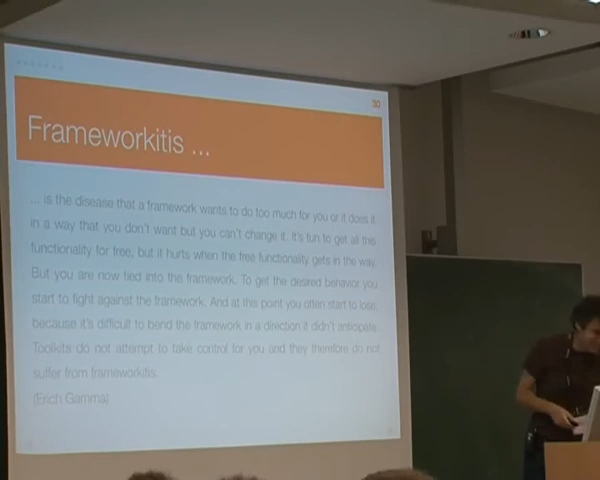 30
Frameworkitis ...
... is the disease that a framework wants to do too much for you or it does it
in a way that you don't want but you can't change it. It's fun to get all this
functionality for free, but it hurts when the free functionality gets in the way.
But you are now tied into the framework. To get the desired behavior you
start to fight against the framework. And at this point you often start to lose,
because it's difficult to bend the framework in a direction it didn't anticipate.
Toolkits do not attempt to take control for you and they therefore do not
suffer from frameworkitis.
(Erich Gamma)